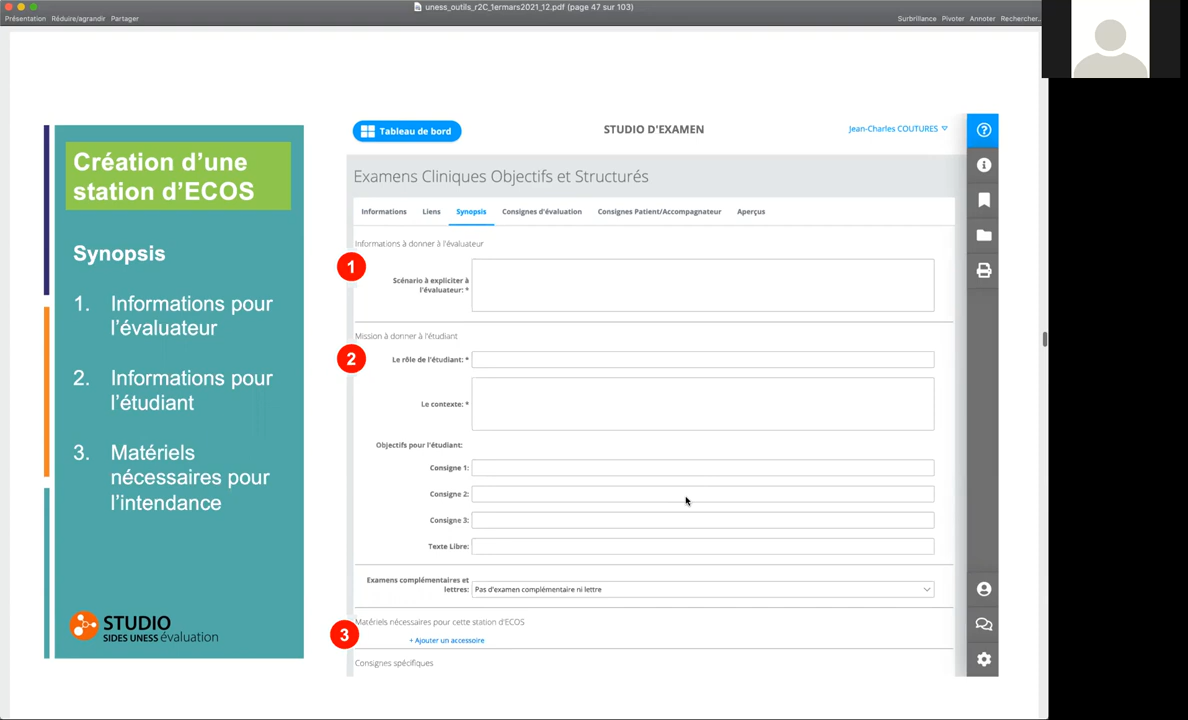 uness_outils_r2C_1ermars2021_12.pdf (page 47 sur 103)
Présentation Réduire/agrandir Partager
Surbrillance Pivoter Annoter Rechercher...
Création d'une
station d'ECOS
Synopsis
1. Informations pour
l'évaluateur
2. Informations pour
l'étudiant
3. Matériels
nécessaires pour
l'intendance
STUDIO
SIDES UNESS évaluation
Tableau de bord
STUDIO D'EXAMEN
Jean-Charles COUTURES
Examens Cliniques Objectifs et Structurés
Informations Liens Synopsis Consignes d'évaluation Consignes Patient/Accompagnateur Aperçus
Informations à donner à l'évaluateur
1
Scénario à expliciter à
l'évaluateur: *
Mission à donner à l'étudiant
2
Le rôle de l'étudiant: *
Le contexte: *
Objectifs pour l'étudiant:
Consigne 1:
Consigne 2:
Consigne 3:
Texte Libre:
Examens complémentaires et
lettres:
Pas d'examen complémentaire ni lettre
Matériels nécessaires pour cette station d'ECOS
3
+ Ajouter un accessoire
Consignes spécifiques